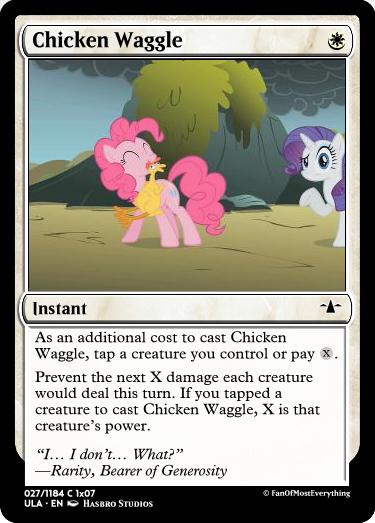 Chicken Waggle
Instant
As an additional cost to cast Chicken
Waggle, tap a creature you control or pay X.
Prevent the next X damage each creature
would deal this turn. If you tapped a
creature to cast Chicken Waggle, X is that
creature's power.
"I… I don't… What?"
—Rarity, Bearer of Generosity
027/1184 C 1x07
ULA • EN Hasbro Studios
© FanOfMostEverything